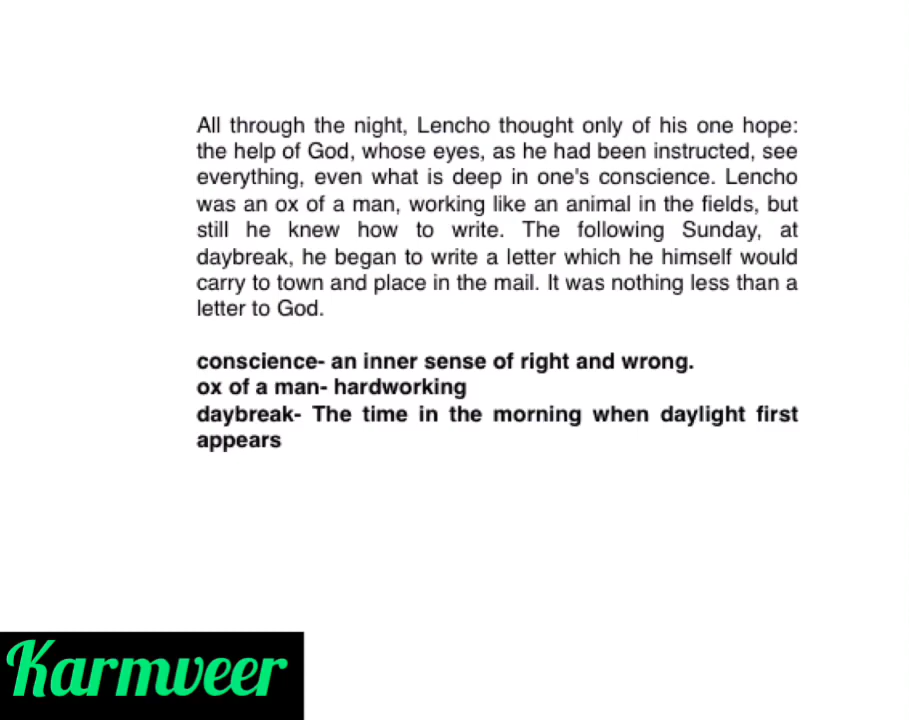 All through the night, Lencho thought only of his one hope:
the help of God, whose eyes, as he had been instructed, see
everything, even what is deep in one's conscience. Lencho
was an ox of a man, working like an animal in the fields, but
still he knew how to write. The following Sunday, at
daybreak, he began to write a letter which he himself would
carry to town and place in the mail. It was nothing less than a
letter to God.
conscience- an inner sense of right and wrong.
ox of a man- hardworking
daybreak- The time in the morning when daylight first
appears
Karmveer